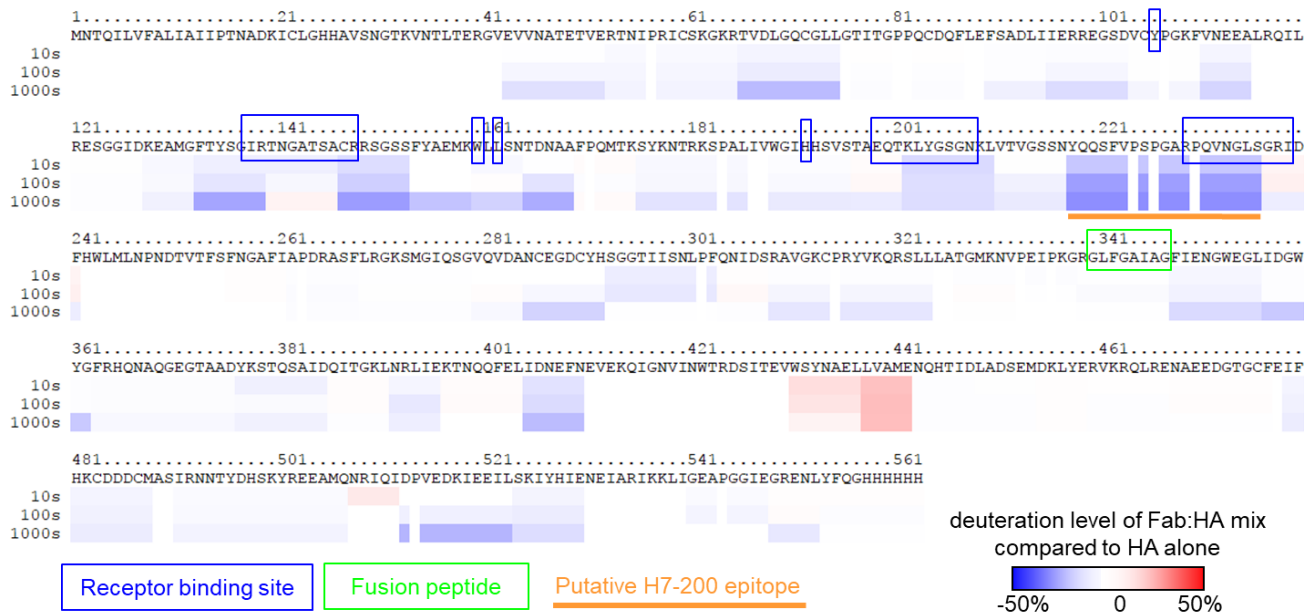 1...................21..................41..................61..................81..................101.................
MNTQILVFALIAIIPTNADKICLGHHAVSNGTKVNTLTERGVEVVNATETVERTNIPRICSKGKRTVDLGQCGLLGTITGPPQCDQFLEFSADLIIERREGSDVCYPGKFVNEEALRQIL
10s
100s
1000s
121.................141.................161.................181.................201.................221.................
RESGGIDKEAMGFTYSGIRTNGATSACRRSGSSFYAEMKWLLSNTDNAAFPQMTKSYKNTRKSPALIVWGIHHSVSTAEQTKLYGSGNKLVTVGSSNYQQSFVPSPGARPQVNGLSGRID
10s
100s
1000s
241.................261.................281.................301.................321.................341.................
FHWLMLNPNDTVTFSFNGAFIAPDRASFLRGKSMGIQSGVQVDANCEGDCYHSGGTIISNLPFQNIDSRAVGKCPRYVKQRSLLLATGMKNVPEIPKGRGLFGAIAGFIENGWEGLIDGW
10s
100s
1000s
361.................381.................401.................421.................441.................461.................
YGFRHQNAQGEGTAADYKSTQSAIDQITGKLNRLIEKTNQQFELIDNEFNEVEKQIGNVINWTRDSITEVWSYNAELLVAMENQHTIDLADSEMDKLYERVKRQLRENAEEDGTGCFEIF
10s
100s
1000s
481.................501.................521.................541.................561
HKCDDDCMASIRNNTYDHSKYREEAMQNRIQIDPVEDKIEEILSKIYHIENEIARIKKLIGEAPGGIEGRENLYFQGHHHHHH
10s
100s
1000s
deuteration level of Fab:HA mix
compared to HA alone
-50% 0 50%
Receptor binding site
Fusion peptide
Putative H7-200 epitope